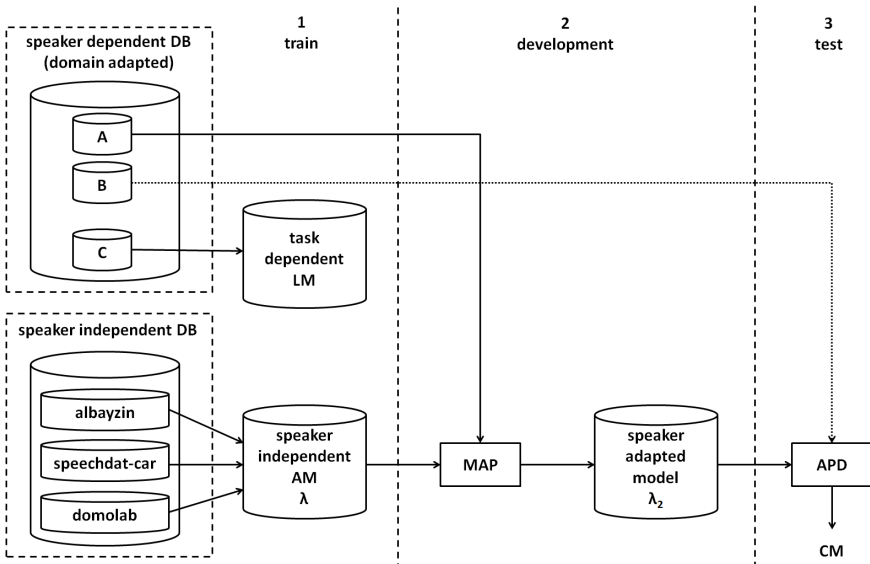 speaker dependent DB
(domain adapted)
A
B
C
speaker independent DB
albayzin
speechdat-car
domolab
1
train
task
dependent
LM
speaker
independent
AM
λ
2
development
MAP
speaker
adapted
model
λ₂
3
test
APD
CM